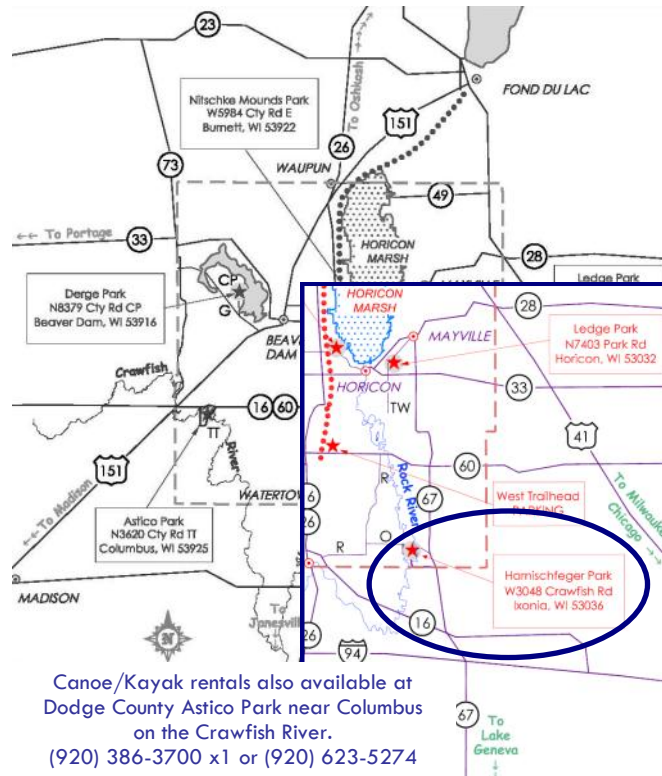 23
To Oshkosh
FOND DU LAC
Nitschke Mounds Park
W5984 Cty Rd E
Burnett, WI 53922
151
26
WAUPUN
73
49
To Portage
33
HORICON
MARSH
28
Ledge Park
CP
G
Derge Park
N8379 Cty Rd CP
Beaver Dam, WI 53916
BEAV
DAM
HORICON
MARSH
28
MAYVILLE
Ledge Park
N7403 Park Rd
Horicon, WI 53032
HORICON
33
TW
Crawfish
River
16
60
TT
41
151
To Madison
WATERTO
Astico Park
N3620 Cty Rd TT
Columbus, WI 53925
60
R
Rock River
67
West Trailhead
PARKING
To Milwauke
Chicago
6
26
R
O
Harnischfeger Park
W3048 Crawfish Rd
Ixonia, WI 53036
MADISON
N
To
Janesvil
26
16
94
67
To
Lake
Geneva
Canoe/Kayak rentals also available at
Dodge County Astico Park near Columbus
on the Crawfish River.
(920) 386-3700 x1 or (920) 623-5274